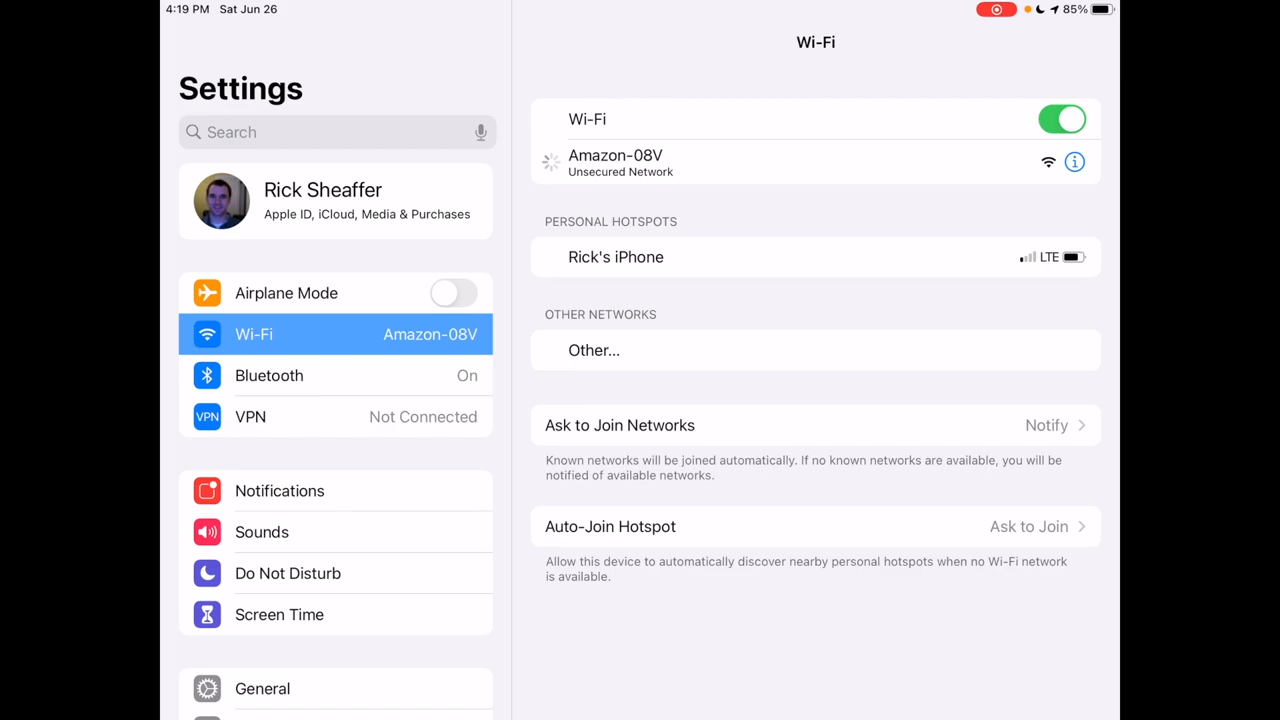 4:19 PM Sat Jun 26
85%
Settings
Search
Rick Sheaffer
Apple ID, iCloud, Media & Purchases
Airplane Mode
Wi-Fi Amazon-08V
Bluetooth On
VPN VPN Not Connected
Notifications
Sounds
Do Not Disturb
Screen Time
General
Wi-Fi
Wi-Fi
Amazon-08V
Unsecured Network
PERSONAL HOTSPOTS
Rick's iPhone LTE
OTHER NETWORKS
Other...
Ask to Join Networks Notify
Known networks will be joined automatically. If no known networks are available, you will be
notified of available networks.
Auto-Join Hotspot Ask to Join
Allow this device to automatically discover nearby personal hotspots when no Wi-Fi network
is available.